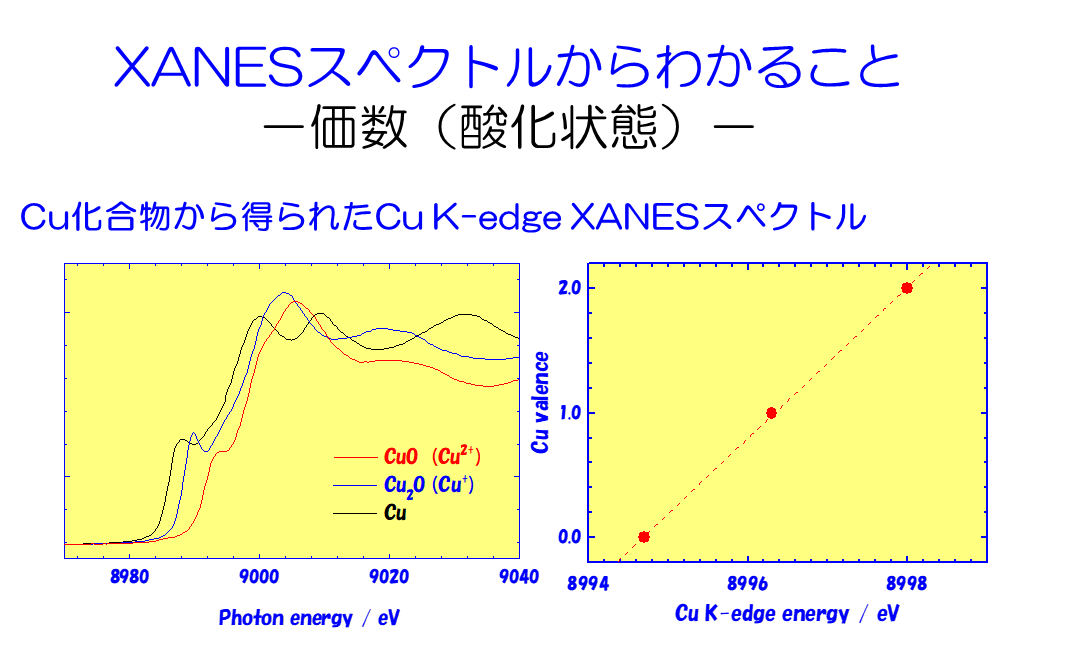 XANESスペクトルからわかること
－価数（酸化状態）－
Cu化合物から得られたCu K-edge XANESスペクトル
CuO (Cu²⁺)
Cu₂O (Cu⁺)
Cu
8980 9000 9020 9040
Photon energy / eV
2.0
1.0
0.0
Cu valence
8994 8996 8998
Cu K-edge energy / eV